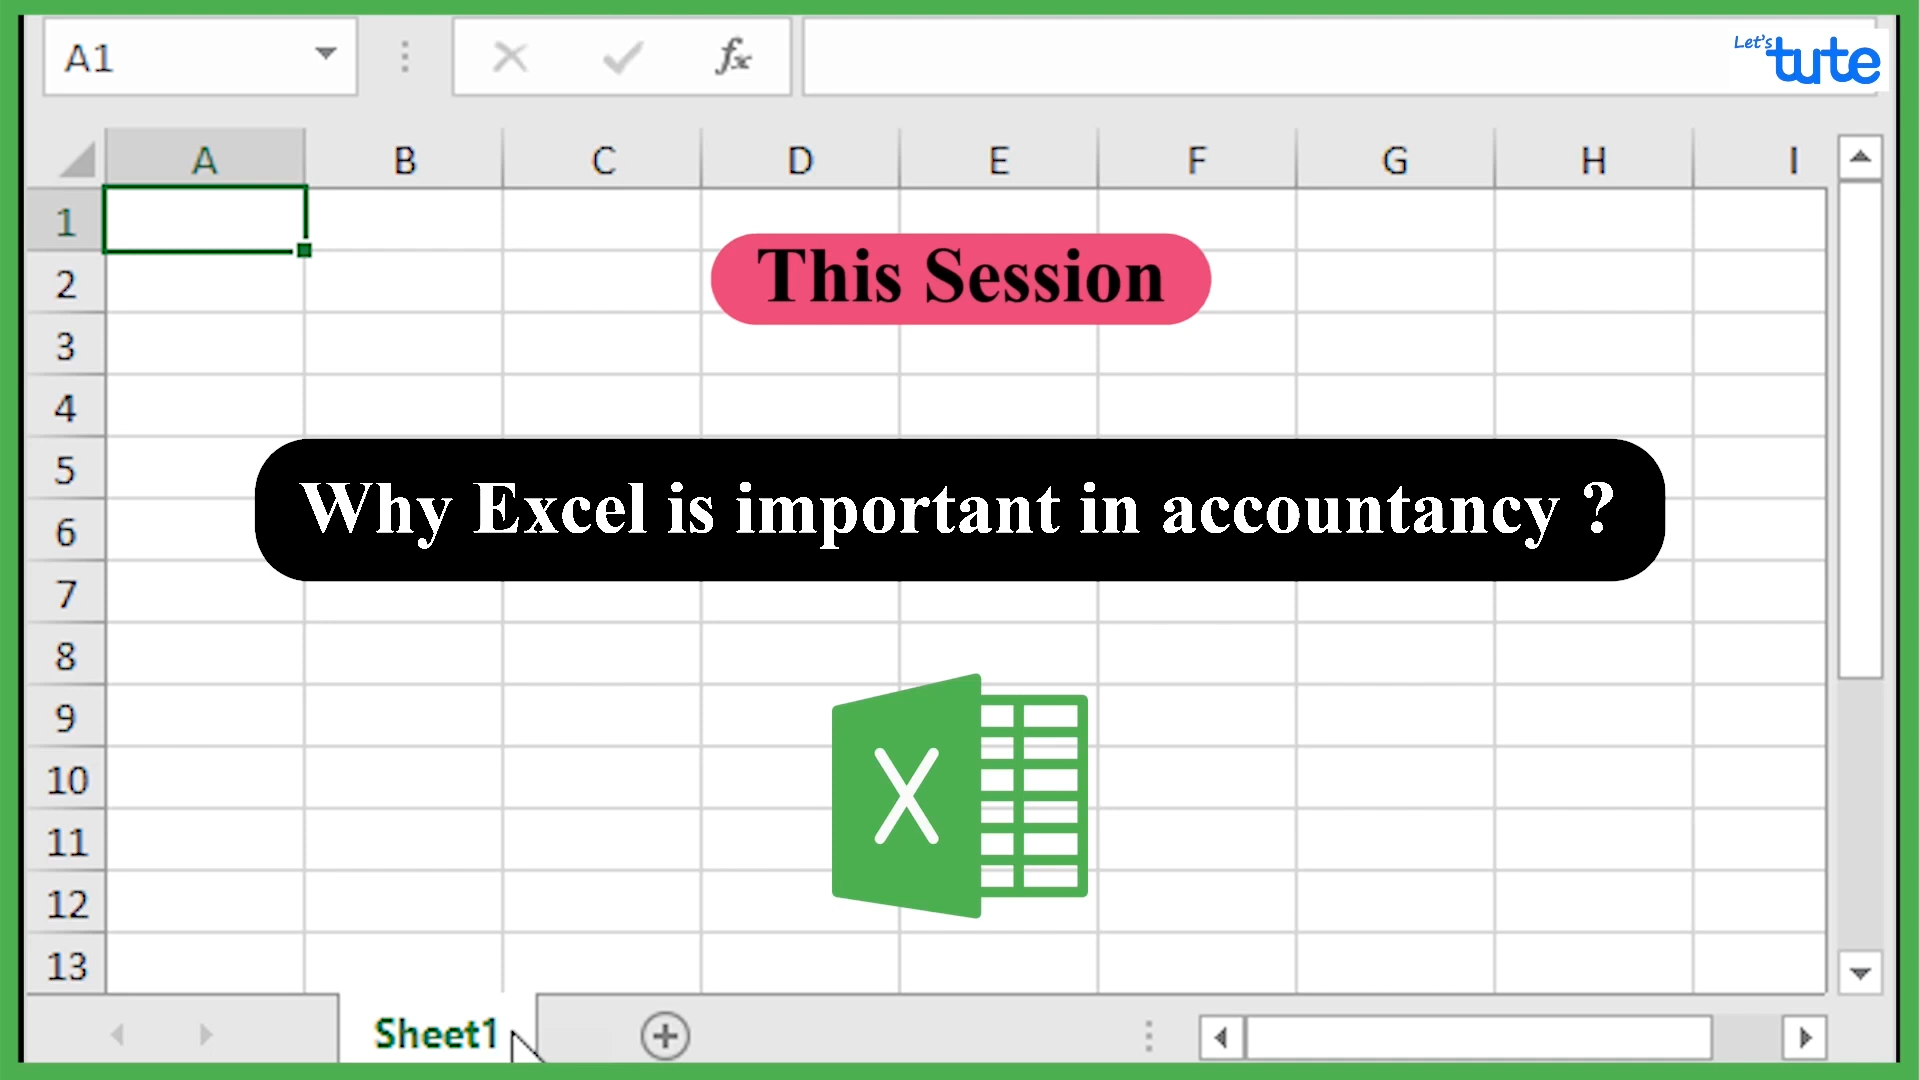 A1
fx
Let's
tute
A B C D E F G H I
1
2
This Session
3
4
5
Why Excel is important in accountancy ?
6
7
8
9
10
X
11
12
13
Sheet1